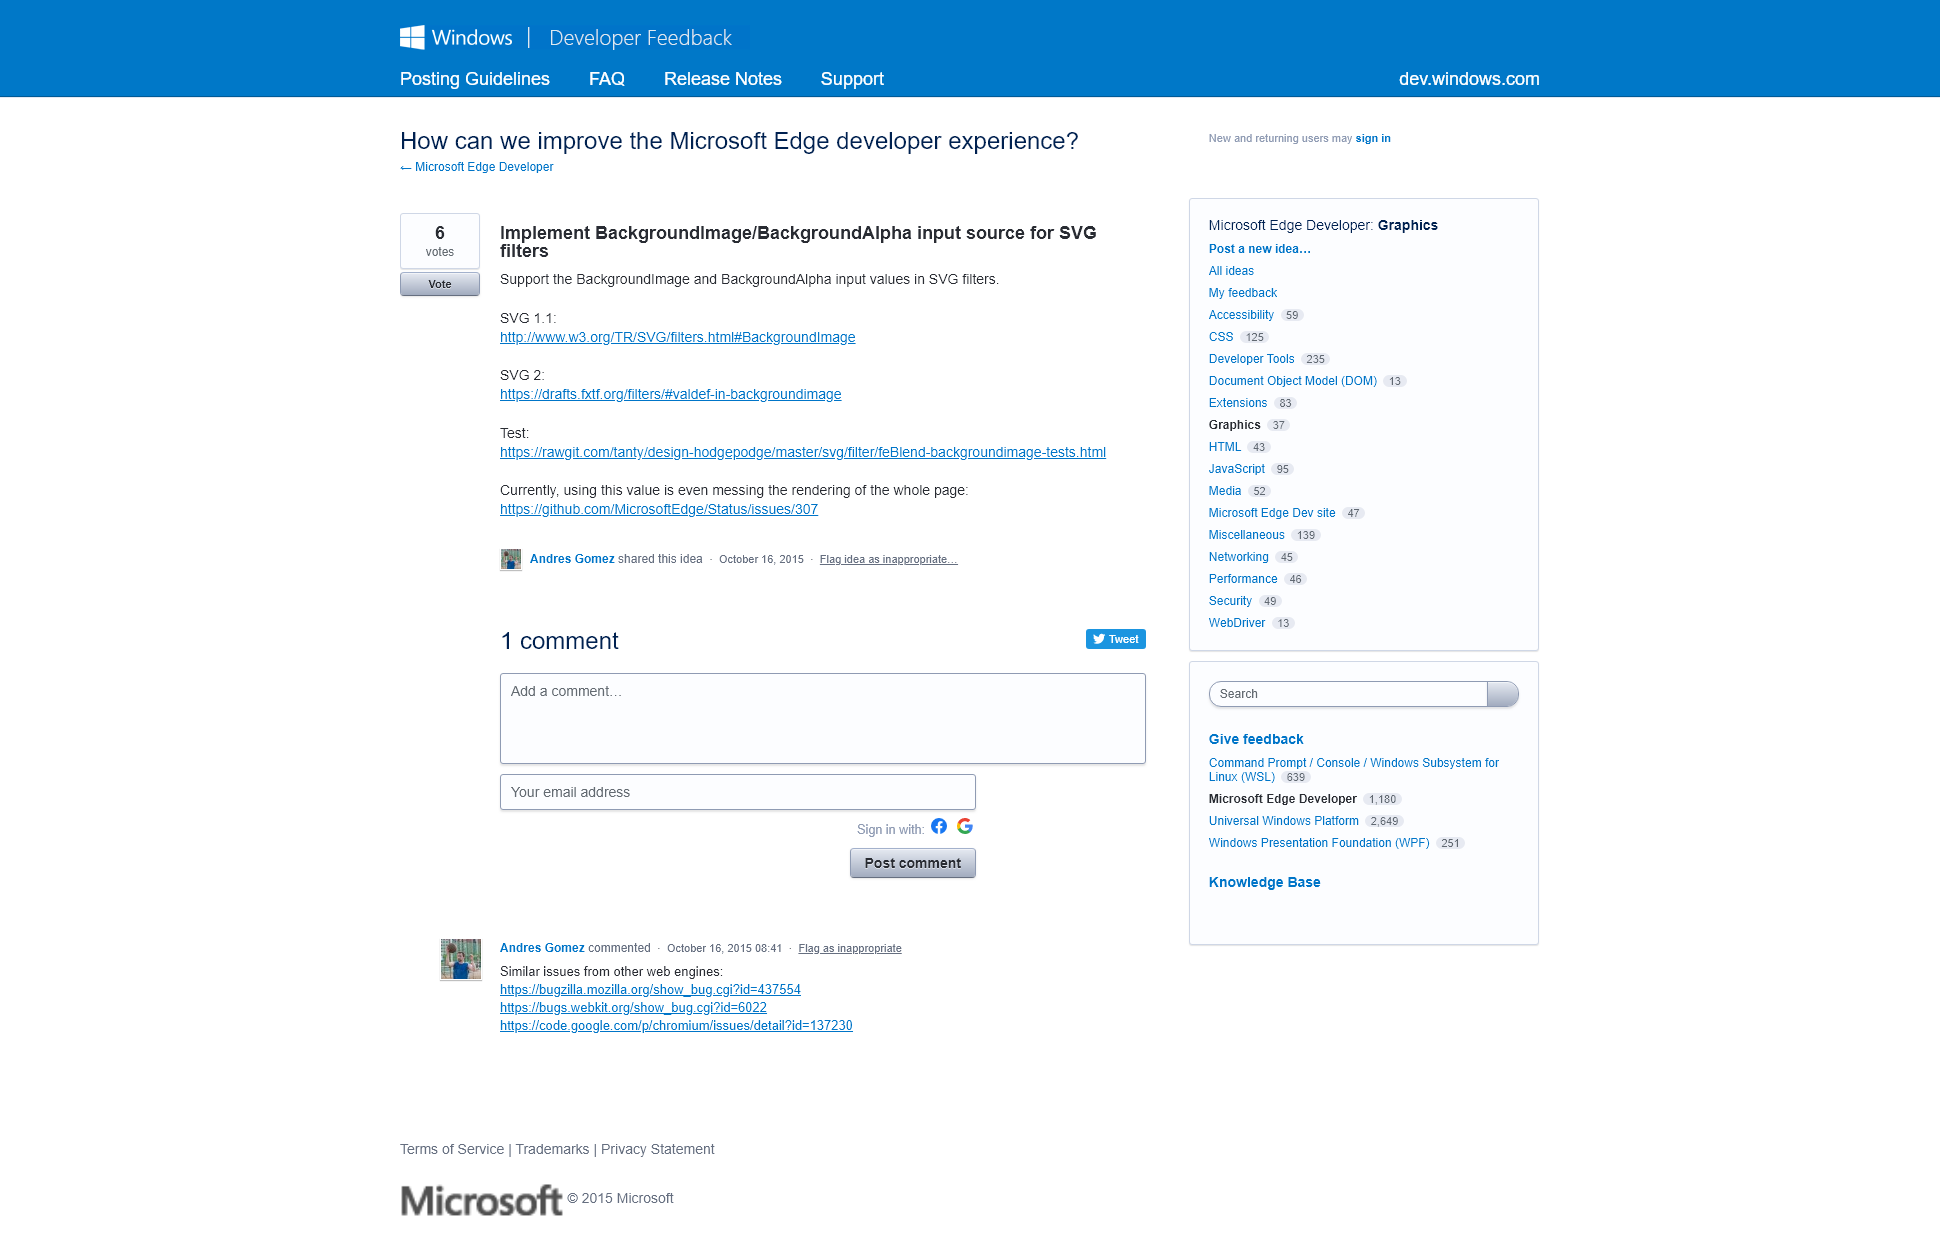 Windows | Developer Feedback
Posting Guidelines FAQ Release Notes Support dev.windows.com
How can we improve the Microsoft Edge developer experience?
← Microsoft Edge Developer
New and returning users may sign in
6
votes
Vote
Implement BackgroundImage/BackgroundAlpha input source for SVG
filters
Support the BackgroundImage and BackgroundAlpha input values in SVG filters.
SVG 1.1:
http://www.w3.org/TR/SVG/filters.html#BackgroundImage
SVG 2:
https://drafts.fxtf.org/filters/#valdef-in-backgroundimage
Test:
https://rawgit.com/tanty/design-hodgepodge/master/svg/filter/feBlend-backgroundimage-tests.html
Currently, using this value is even messing the rendering of the whole page:
https://github.com/MicrosoftEdge/Status/issues/307
Andres Gomez shared this idea · October 16, 2015 · Flag idea as inappropriate…
1 comment
Tweet
Add a comment…
Your email address
Sign in with:
Post comment
Andres Gomez commented · October 16, 2015 08:41 · Flag as inappropriate
Similar issues from other web engines:
https://bugzilla.mozilla.org/show_bug.cgi?id=437554
https://bugs.webkit.org/show_bug.cgi?id=6022
https://code.google.com/p/chromium/issues/detail?id=137230
Microsoft Edge Developer: Graphics
Post a new idea…
All ideas
My feedback
Accessibility 59
CSS 125
Developer Tools 235
Document Object Model (DOM) 13
Extensions 83
Graphics 37
HTML 43
JavaScript 95
Media 52
Microsoft Edge Dev site 47
Miscellaneous 139
Networking 45
Performance 46
Security 49
WebDriver 13
Search
Give feedback
Command Prompt / Console / Windows Subsystem for
Linux (WSL) 639
Microsoft Edge Developer 1,180
Universal Windows Platform 2,649
Windows Presentation Foundation (WPF) 251
Knowledge Base
Terms of Service | Trademarks | Privacy Statement
Microsoft © 2015 Microsoft